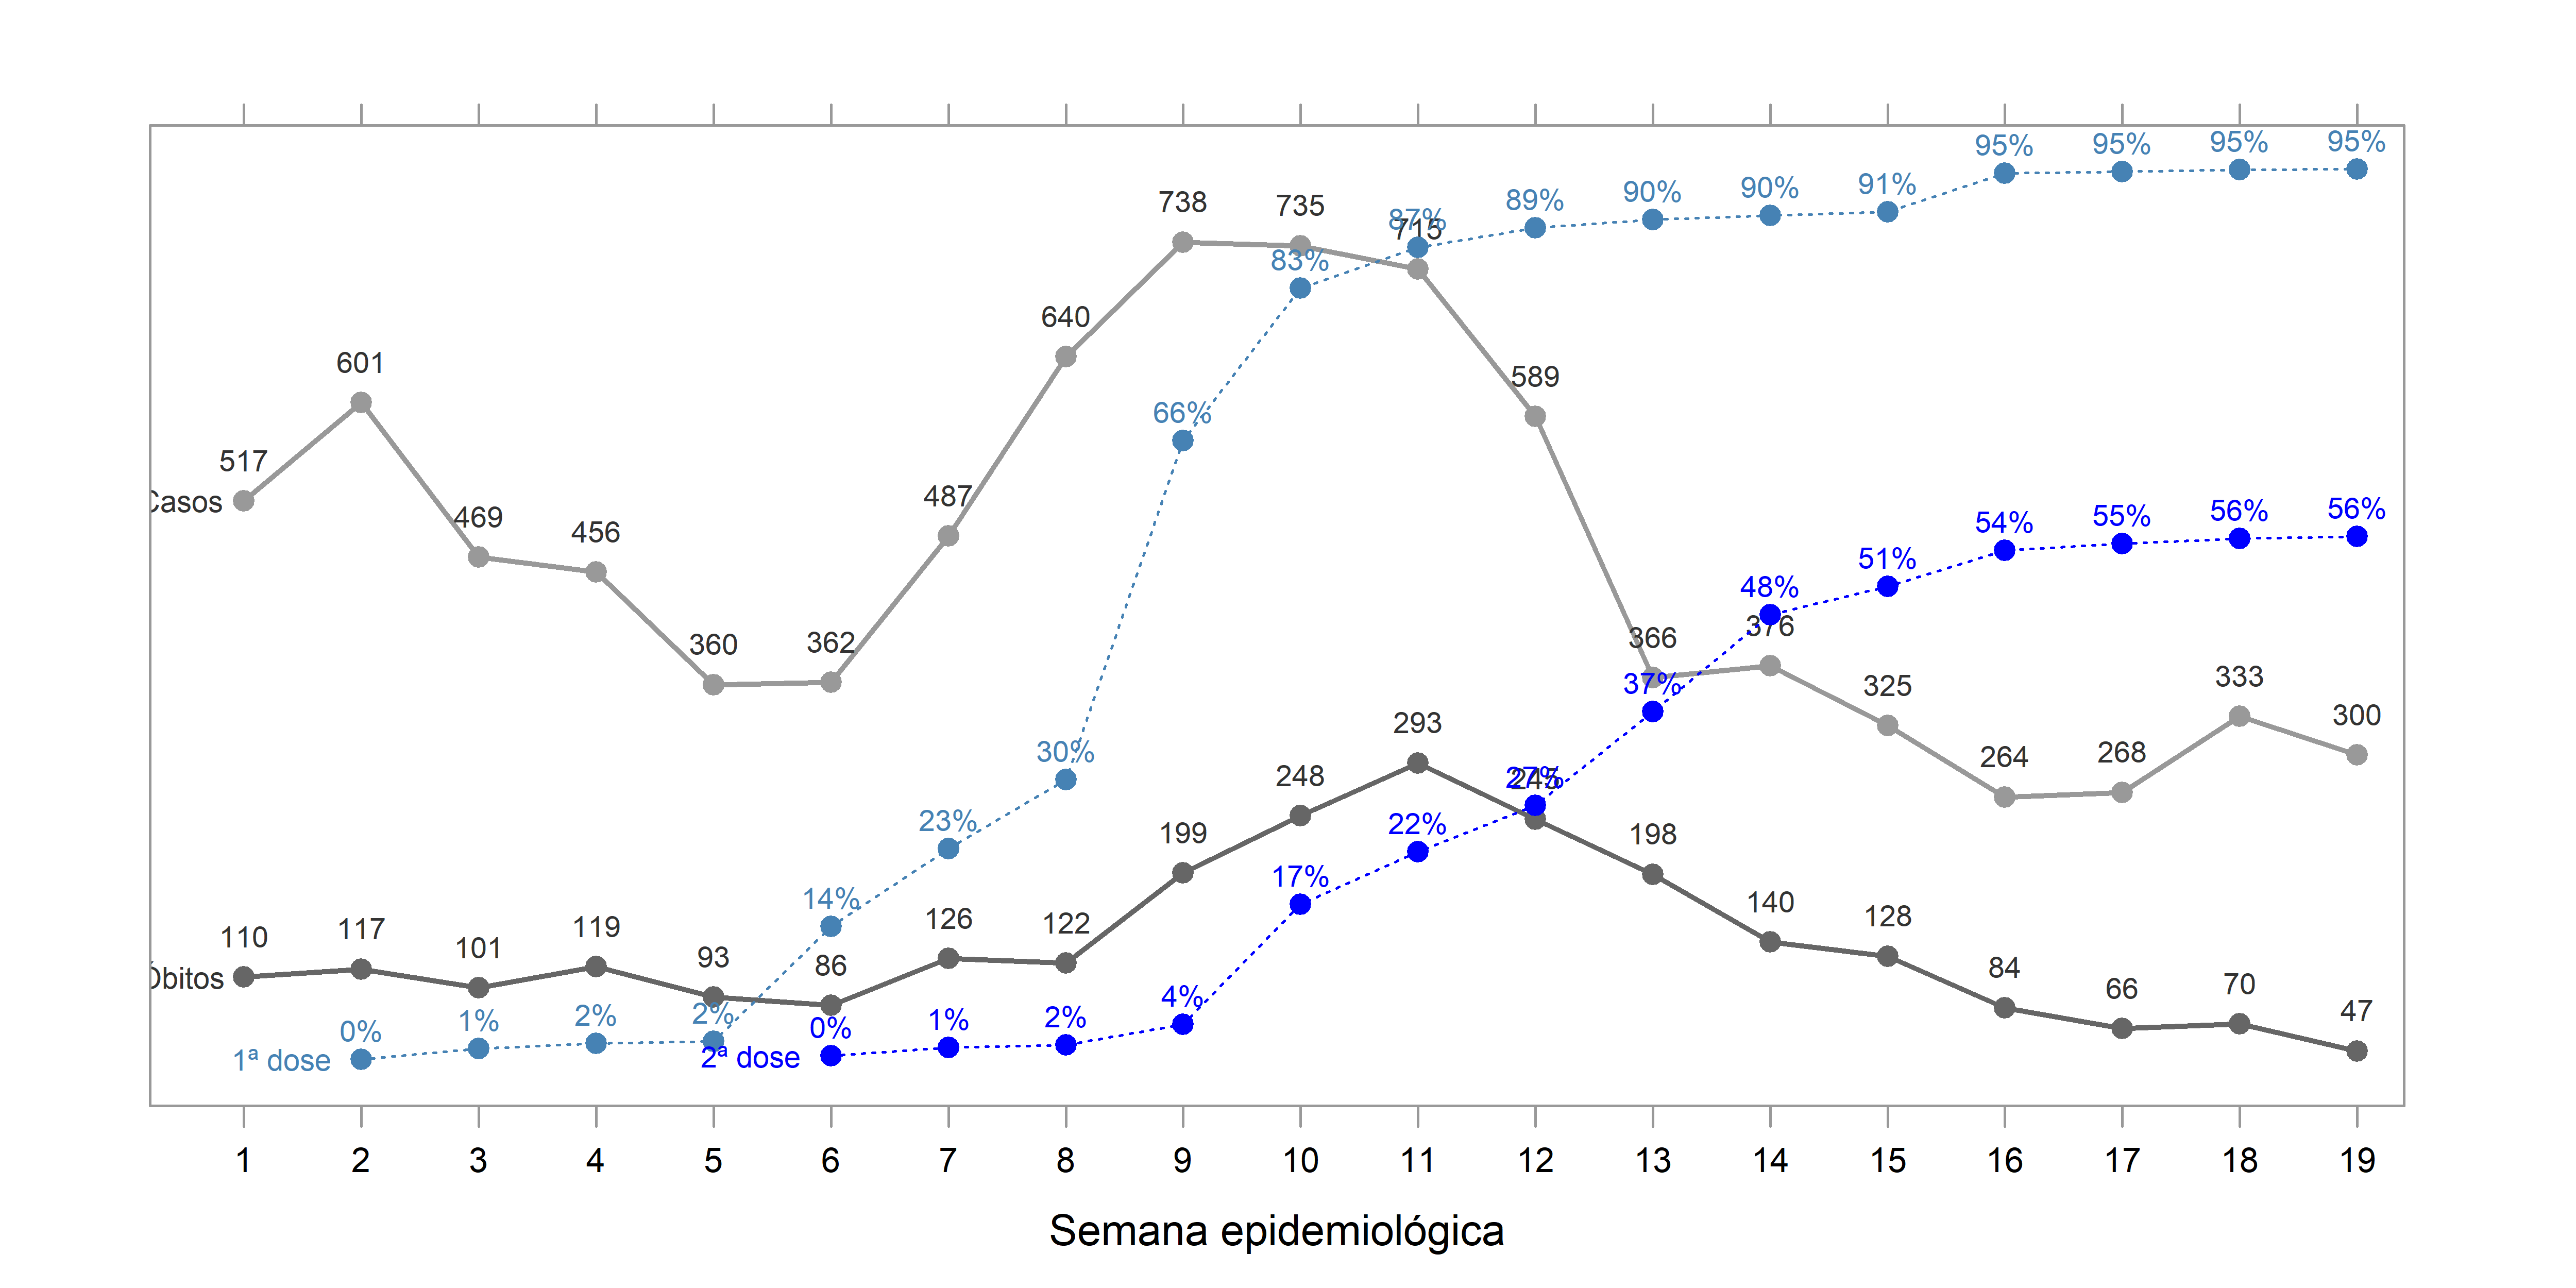 95% 95% 95% 95%
89% 90% 90% 91%
738 735 87% 715
83%
640
601
66%
589
517
Casos
469 456
487
54% 55% 56% 56%
51%
48%
360 362 366 376
37%
325 333
300
293
30%
264 268
248
27% 245
23%
22%
199 198
17%
14%
140
126 122 128
110 117 101 119 93 86
84
66 70
47
Óbitos
4%
0% 1% 2% 2% 0% 1% 2%
1ª dose 2ª dose
1 2 3 4 5 6 7 8 9 10 11 12 13 14 15 16 17 18 19
Semana epidemiológica